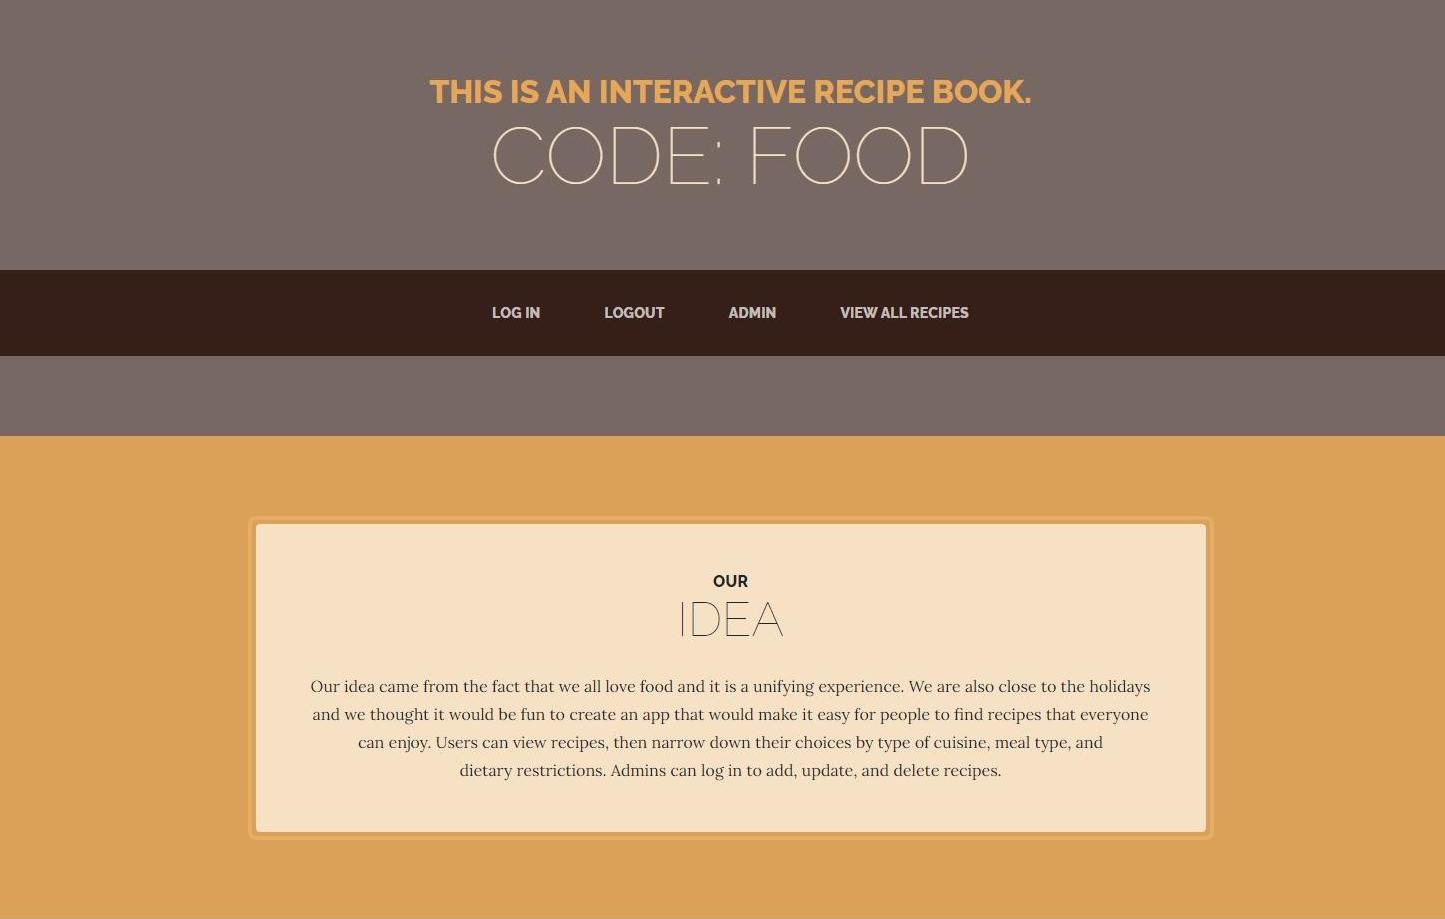 THIS IS AN INTERACTIVE RECIPE BOOK.
CODE: FOOD
LOG IN LOGOUT ADMIN VIEW ALL RECIPES
OUR
IDEA
Our idea came from the fact that we all love food and it is a unifying experience. We are also close to the holidays
and we thought it would be fun to create an app that would make it easy for people to find recipes that everyone
can enjoy. Users can view recipes, then narrow down their choices by type of cuisine, meal type, and
dietary restrictions. Admins can log in to add, update, and delete recipes.